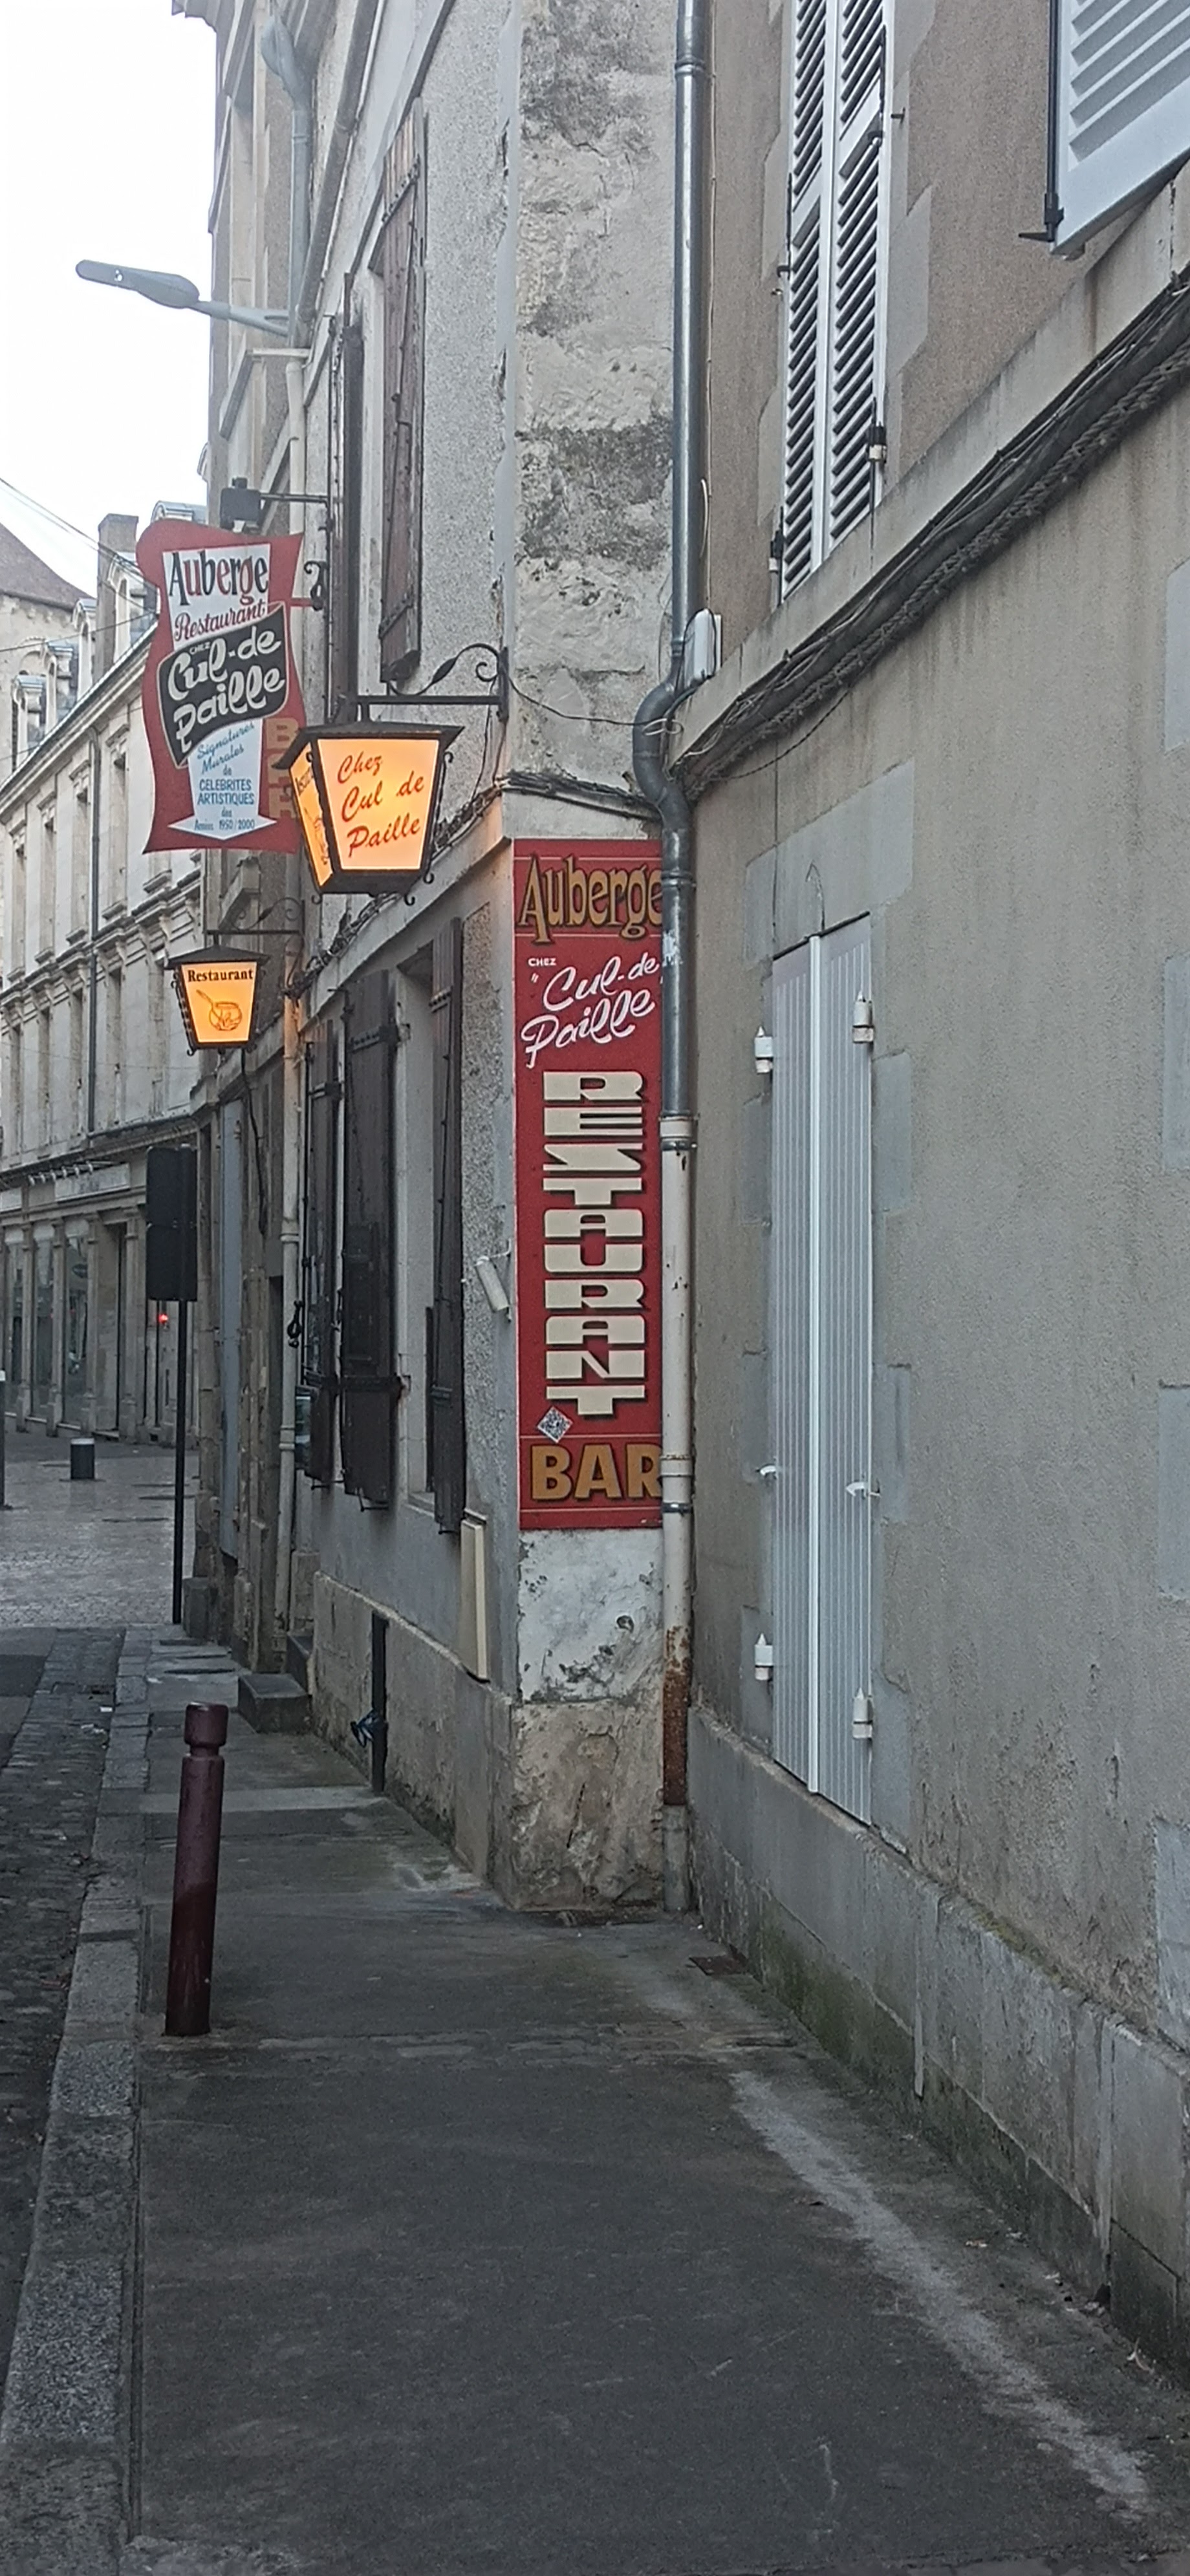 Auberge
Restaurant
CHEZ
Cul-de
Paille
Signatures
Murales
de
CELEBRITES
ARTISTIQUES
des
Années 1950/2000
BAR
Chez
Cul de
Paille
Restaurant
Auberge
CHEZ
"Cul-de
Paille"
RESTAURANT
BAR